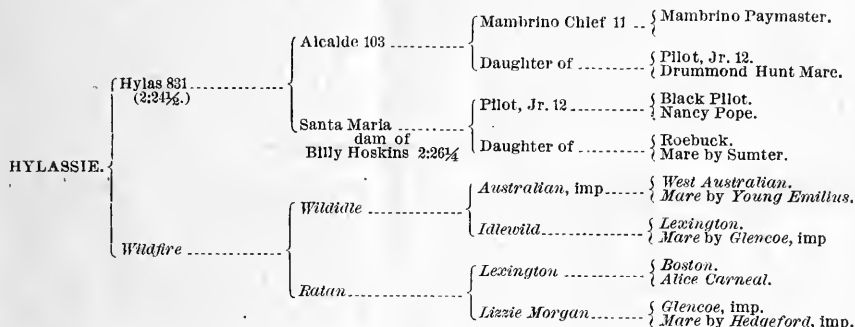 Mambrino Chief 11 { Mambrino Paymaster.
Alcalde 103
Daughter of { Pilot, Jr. 12.
Drummond Hunt Mare.
Hylas 831
(2:24½.)
Pilot, Jr. 12 { Black Pilot.
Nancy Pope.
Santa Maria
dam of
Billy Hoskins 2:26¼
Daughter of { Roebuck.
Mare by Sumter.
HYLASSIE.
Australian, imp { West Australian.
Mare by Young Emilius.
Wildidle
Idlewild { Lexington.
Mare by Glencoe, imp
Wildfire
Lexington { Boston.
Alice Carneal.
Ratan
Lizzie Morgan { Glencoe, imp.
Mare by Hedgeford, imp.